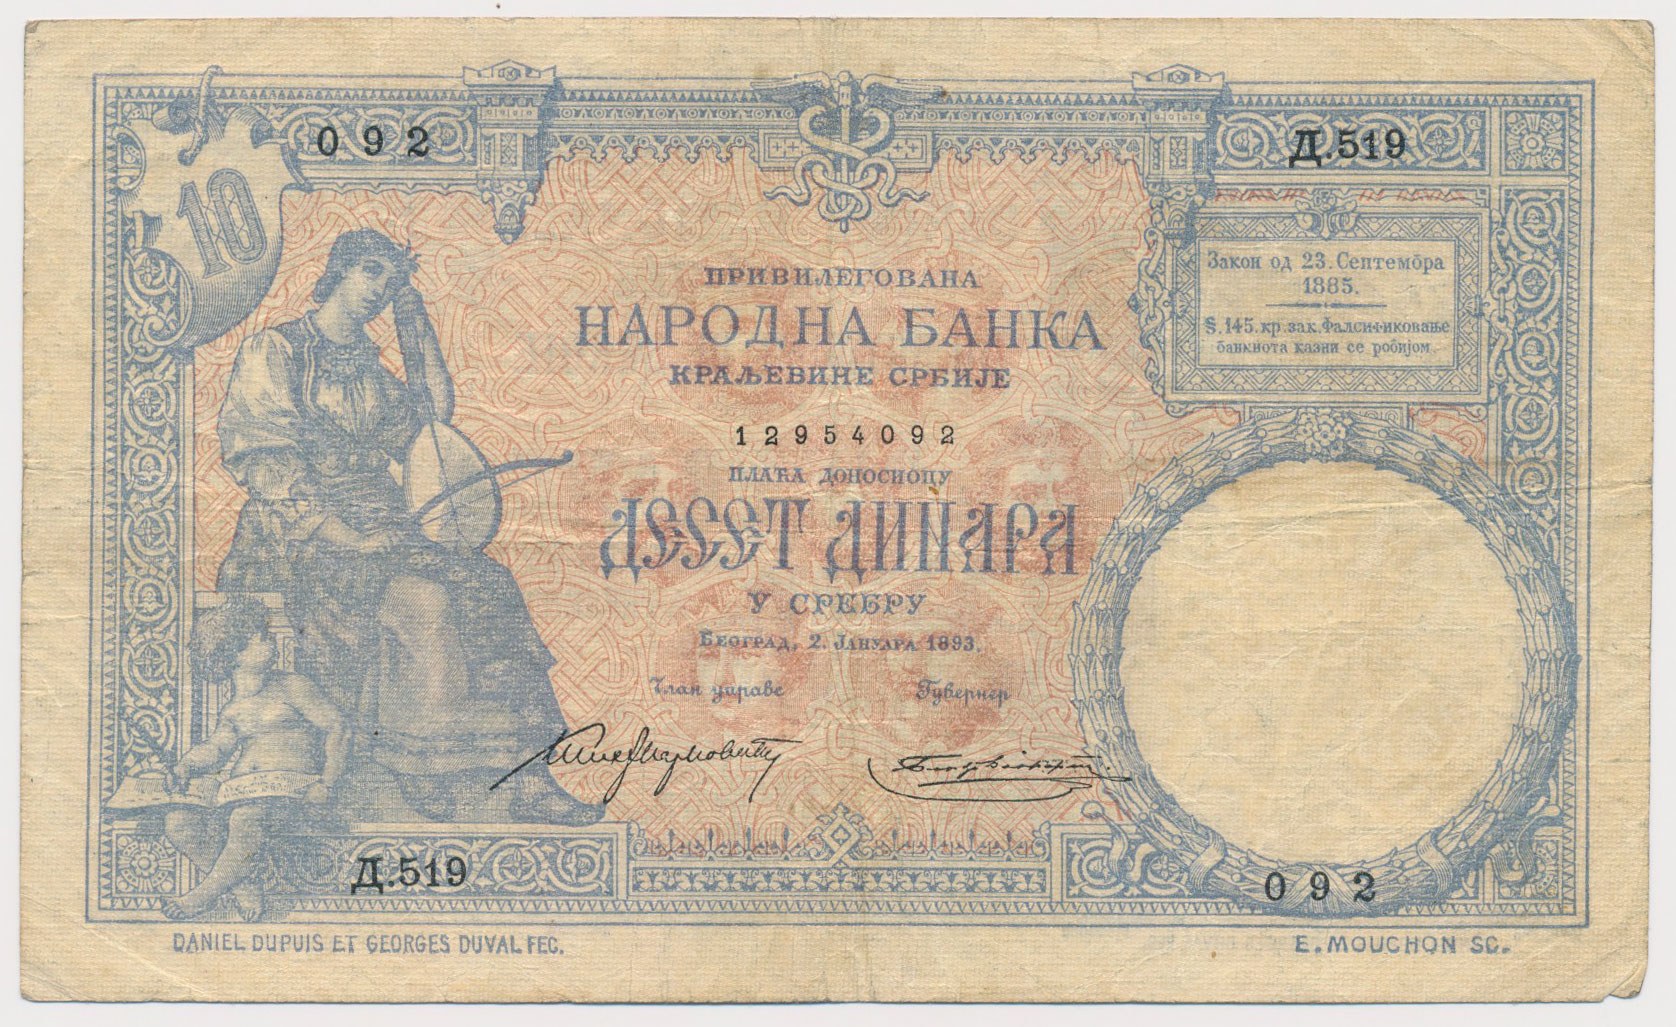 092
Д.519
10
Закон од 23. Септембра
1885.
§. 145. кр. зак. Фалсификовање
банкнота казни се робијом.
ПРИВИЛЕГОВАНА
НАРОДНА БАНКА
КРАЉЕВИНЕ СРБИЈЕ
12954092
ПЛАЋА ДОНОСИОЦУ
ДЕСЕТ ДИНАРА
У СРЕБРУ
БЕОГРАД, 2. ЈАНУАРА 1893.
Члан управе
Гувернер
Д.519
092
DANIEL DUPUIS ET GEORGES DUVAL FEC.
E. MOUCHON SC.